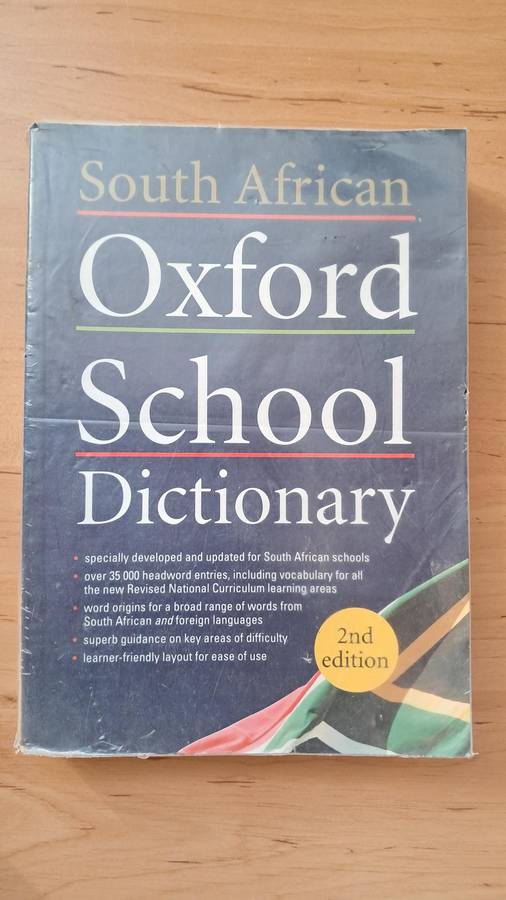 South African
Oxford
School
Dictionary
• specially developed and updated for South African schools
• over 35 000 headword entries, including vocabulary for all
the new Revised National Curriculum learning areas
• word origins for a broad range of words from
South African and foreign languages
• superb guidance on key areas of difficulty
• learner-friendly layout for ease of use
2nd
edition